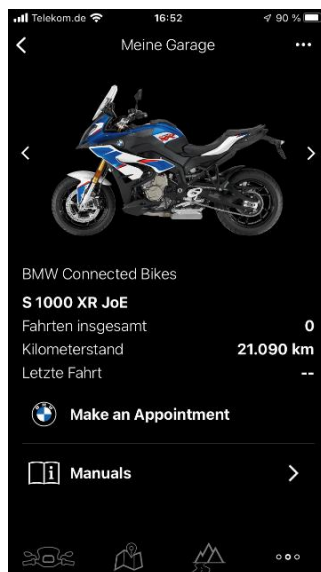 Telekom.de 16:52 90 %
Meine Garage
BMW Connected Bikes
S 1000 XR JoE
Fahrten insgesamt 0
Kilometerstand 21.090 km
Letzte Fahrt --
Make an Appointment
Manuals